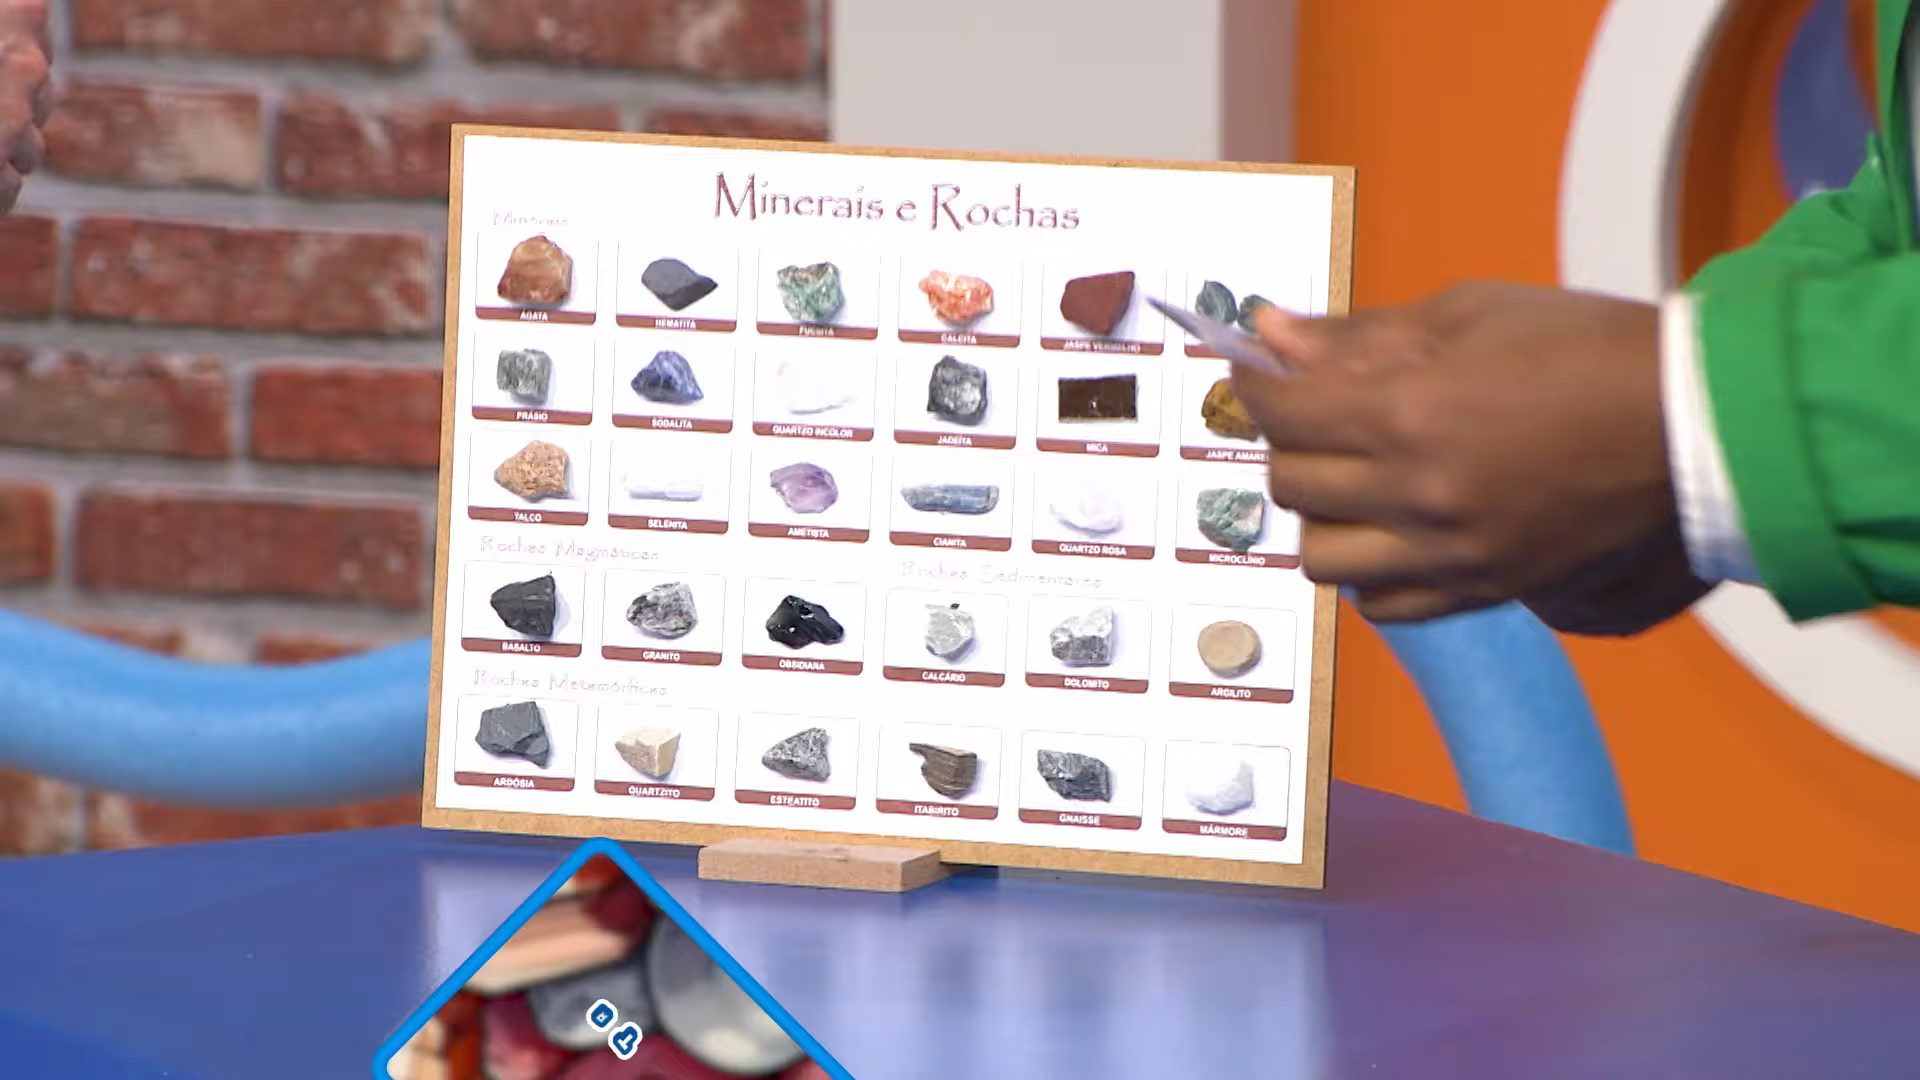 Minerais e Rochas
Minerais
ÁGATA HEMATITA FUCSITA CALCITA JASPE VERMELHO
PRÁSIO SODALITA QUARTZO INCOLOR JADEÍTA MICA JASPE
TALCO SELENITA AMETISTA CIANITA QUARTZO ROSA MICROCLÍNIO
Rochas Magmáticas
Rochas Sedimentares
BASALTO GRANITO OBSIDIANA CALCÁRIO DOLOMITO ARGILITO
Rochas Metamórficas
ARDÓSIA QUARTZITO ESTEATITO ITABIRITO GNAISSE MÁRMORE